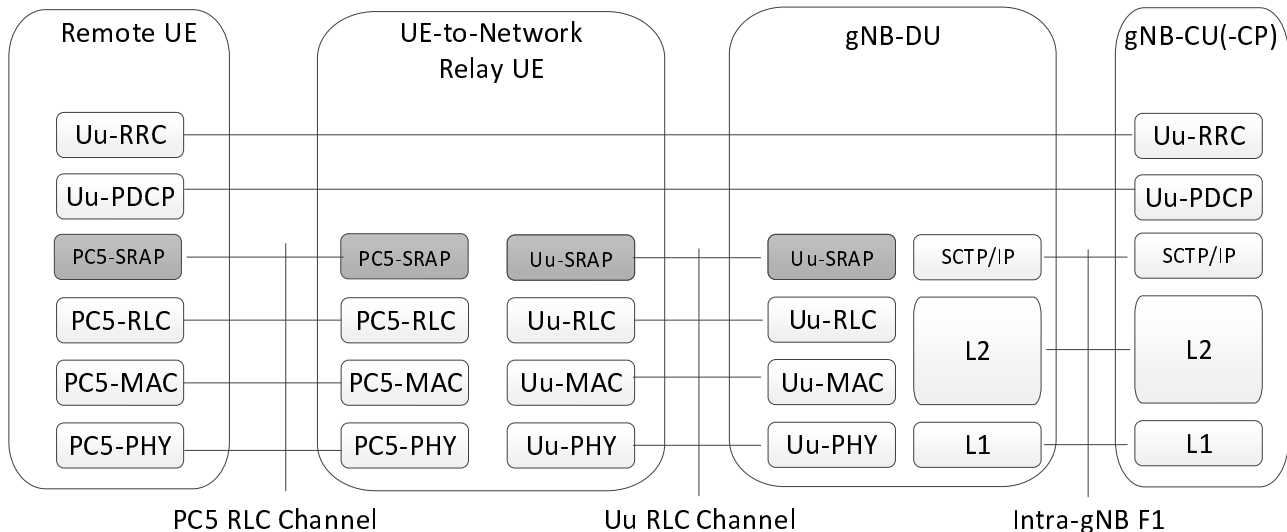 Remote UE
UE-to-Network
Relay UE
gNB-DU
gNB-CU(-CP)
Uu-RRC
Uu-RRC
Uu-PDCP
Uu-PDCP
PC5-SRAP
PC5-SRAP
Uu-SRAP
Uu-SRAP
SCTP/IP
SCTP/IP
PC5-RLC
PC5-RLC
Uu-RLC
Uu-RLC
L2
L2
PC5-MAC
PC5-MAC
Uu-MAC
Uu-MAC
PC5-PHY
PC5-PHY
Uu-PHY
Uu-PHY
L1
L1
PC5 RLC Channel
Uu RLC Channel
Intra-gNB F1